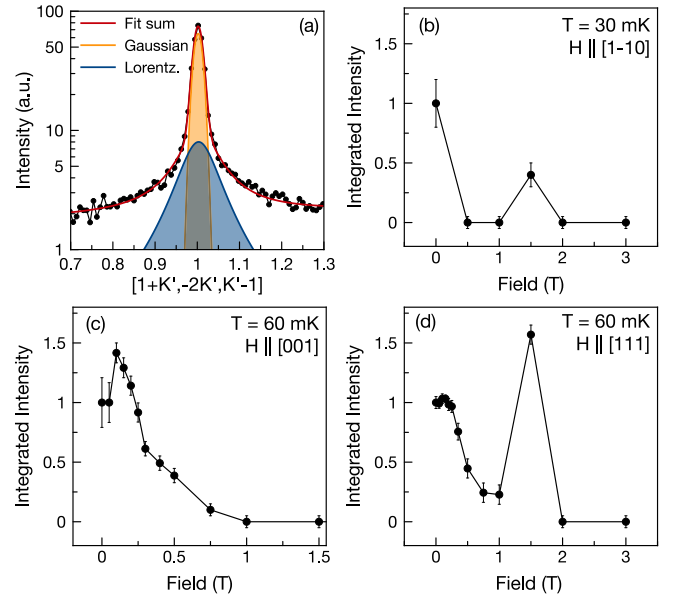 (a)
Fit sum
Gaussian
Lorentz.
Intensity (a.u.)
100
50
10
5
1
0.7 0.8 0.9 1 1.1 1.2 1.3
[1+K',-2K',K'-1]
(b)
T = 30 mK
H || [1-10]
Integrated Intensity
1.5
1
0.5
0
0 1 2 3
Field (T)
(c)
T = 60 mK
H || [001]
Integrated Intensity
1.5
1
0.5
0
0 0.5 1 1.5
Field (T)
(d)
T = 60 mK
H || [111]
Integrated Intensity
1.5
1
0.5
0
0 1 2 3
Field (T)